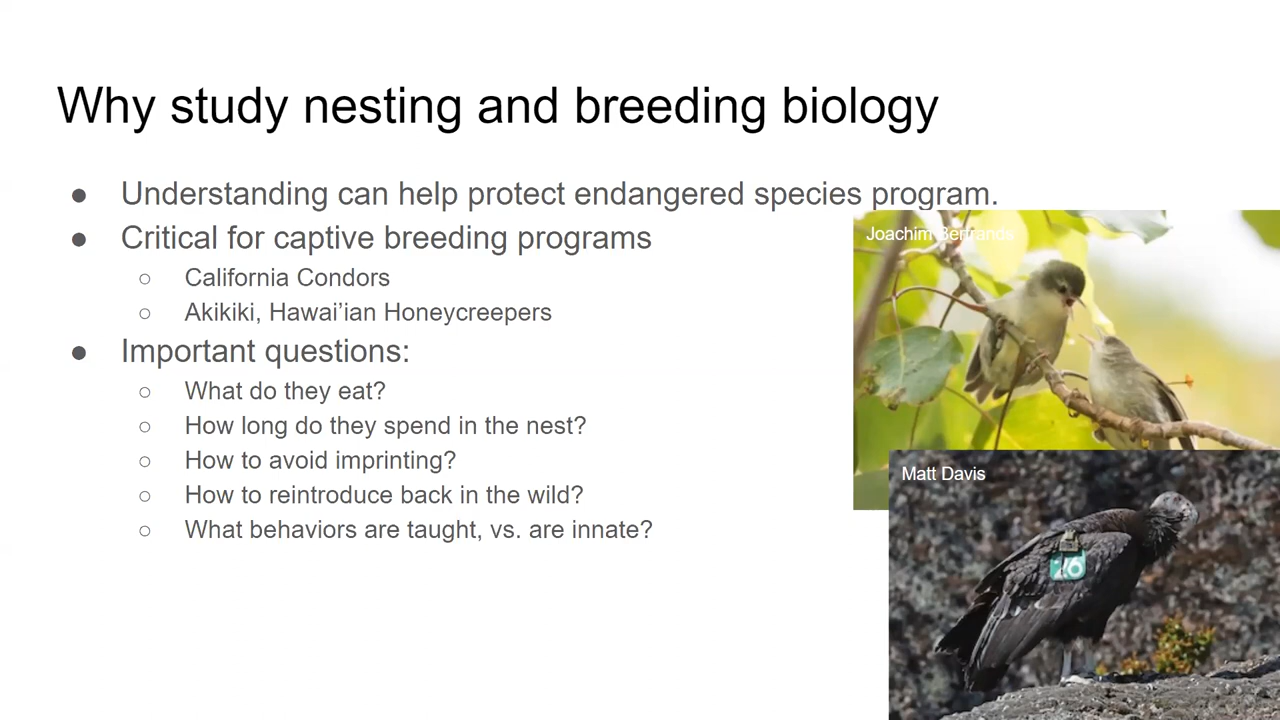 Why study nesting and breeding biology
● Understanding can help protect endangered species program.
● Critical for captive breeding programs
○ California Condors
○ Akikiki, Hawai’ian Honeycreepers
● Important questions:
○ What do they eat?
○ How long do they spend in the nest?
○ How to avoid imprinting?
○ How to reintroduce back in the wild?
○ What behaviors are taught, vs. are innate?
Joachim Bertrands
Matt Davis
26